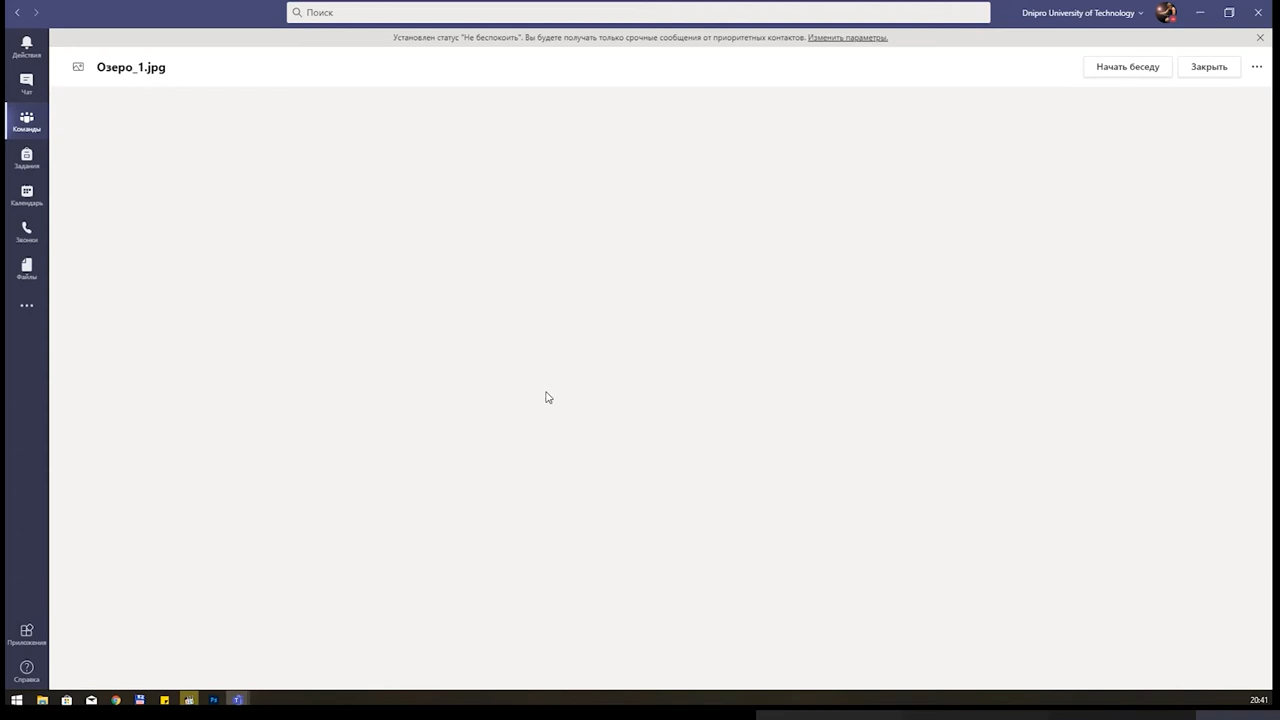 Поиск
Dnipro University of Technology
Установлен статус "Не беспокоить". Вы будете получать только срочные сообщения от приоритетных контактов. Изменить параметры.
Озеро_1.jpg
Начать беседу
Закрыть
Действия
Чат
Команды
Задания
Календарь
Звонки
Файлы
Приложения
Справка
Ps
20:41